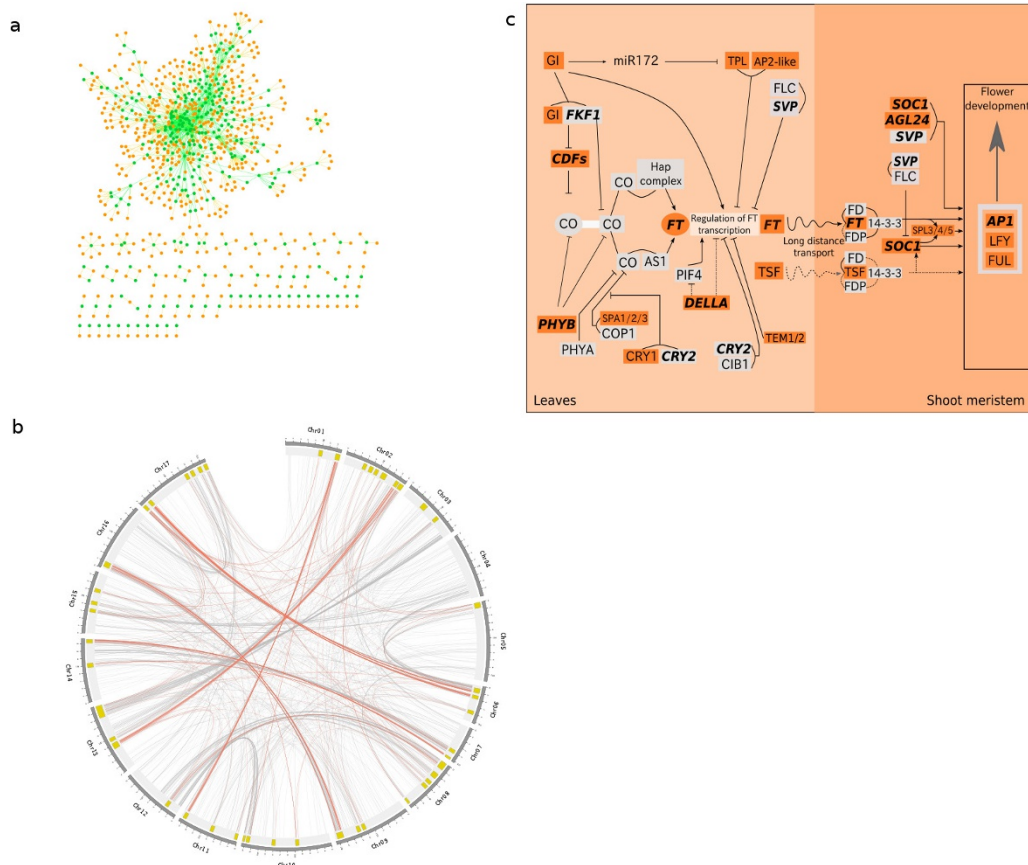 a
c
GI
miR172
TPL
AP2-like
FLC
SVP
GI FKF1
CDFs
Hap
complex
CO
CO
CO
FT
Regulation of FT
transcription
FT
CO
AS1
PIF4
Long distance
transport
TSF
DELLA
PHYB
PHYA
SPA1/2/3
COP1
CRY1 CRY2
CRY2
CIB1
TEM1/2
Leaves
Flower
development
SOC1
AGL24
SVP
SVP
FLC
FD
FT 14-3-3
FDP
SPL3/4/5
SOC1
FD
TSF 14-3-3
FDP
AP1
LFY
FUL
Shoot meristem
b
Chr01
Chr02
Chr03
Chr04
Chr05
Chr06
Chr07
Chr08
Chr09
Chr10
Chr11
Chr12
Chr13
Chr14
Chr15
Chr16
Chr17